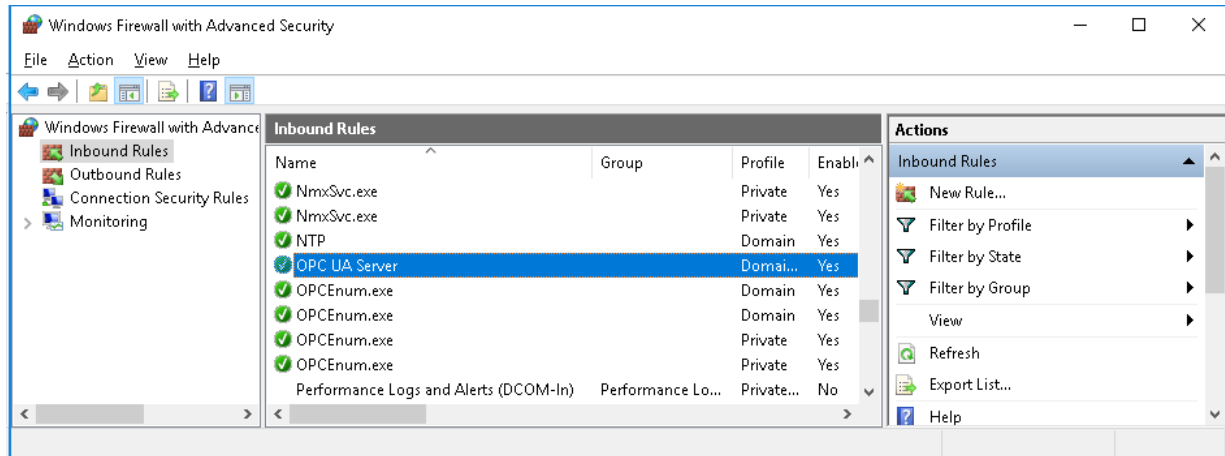 Windows Firewall with Advanced Security
File Action View Help
Windows Firewall with Advance
Inbound Rules
Outbound Rules
Connection Security Rules
Monitoring
Inbound Rules
Name Group Profile Enable
NmxSvc.exe Private Yes
NmxSvc.exe Private Yes
NTP Domain Yes
OPC UA Server Domai... Yes
OPCEnum.exe Domain Yes
OPCEnum.exe Domain Yes
OPCEnum.exe Private Yes
OPCEnum.exe Private Yes
Performance Logs and Alerts (DCOM-In) Performance Lo... Private... No
Actions
Inbound Rules
New Rule...
Filter by Profile
Filter by State
Filter by Group
View
Refresh
Export List...
Help